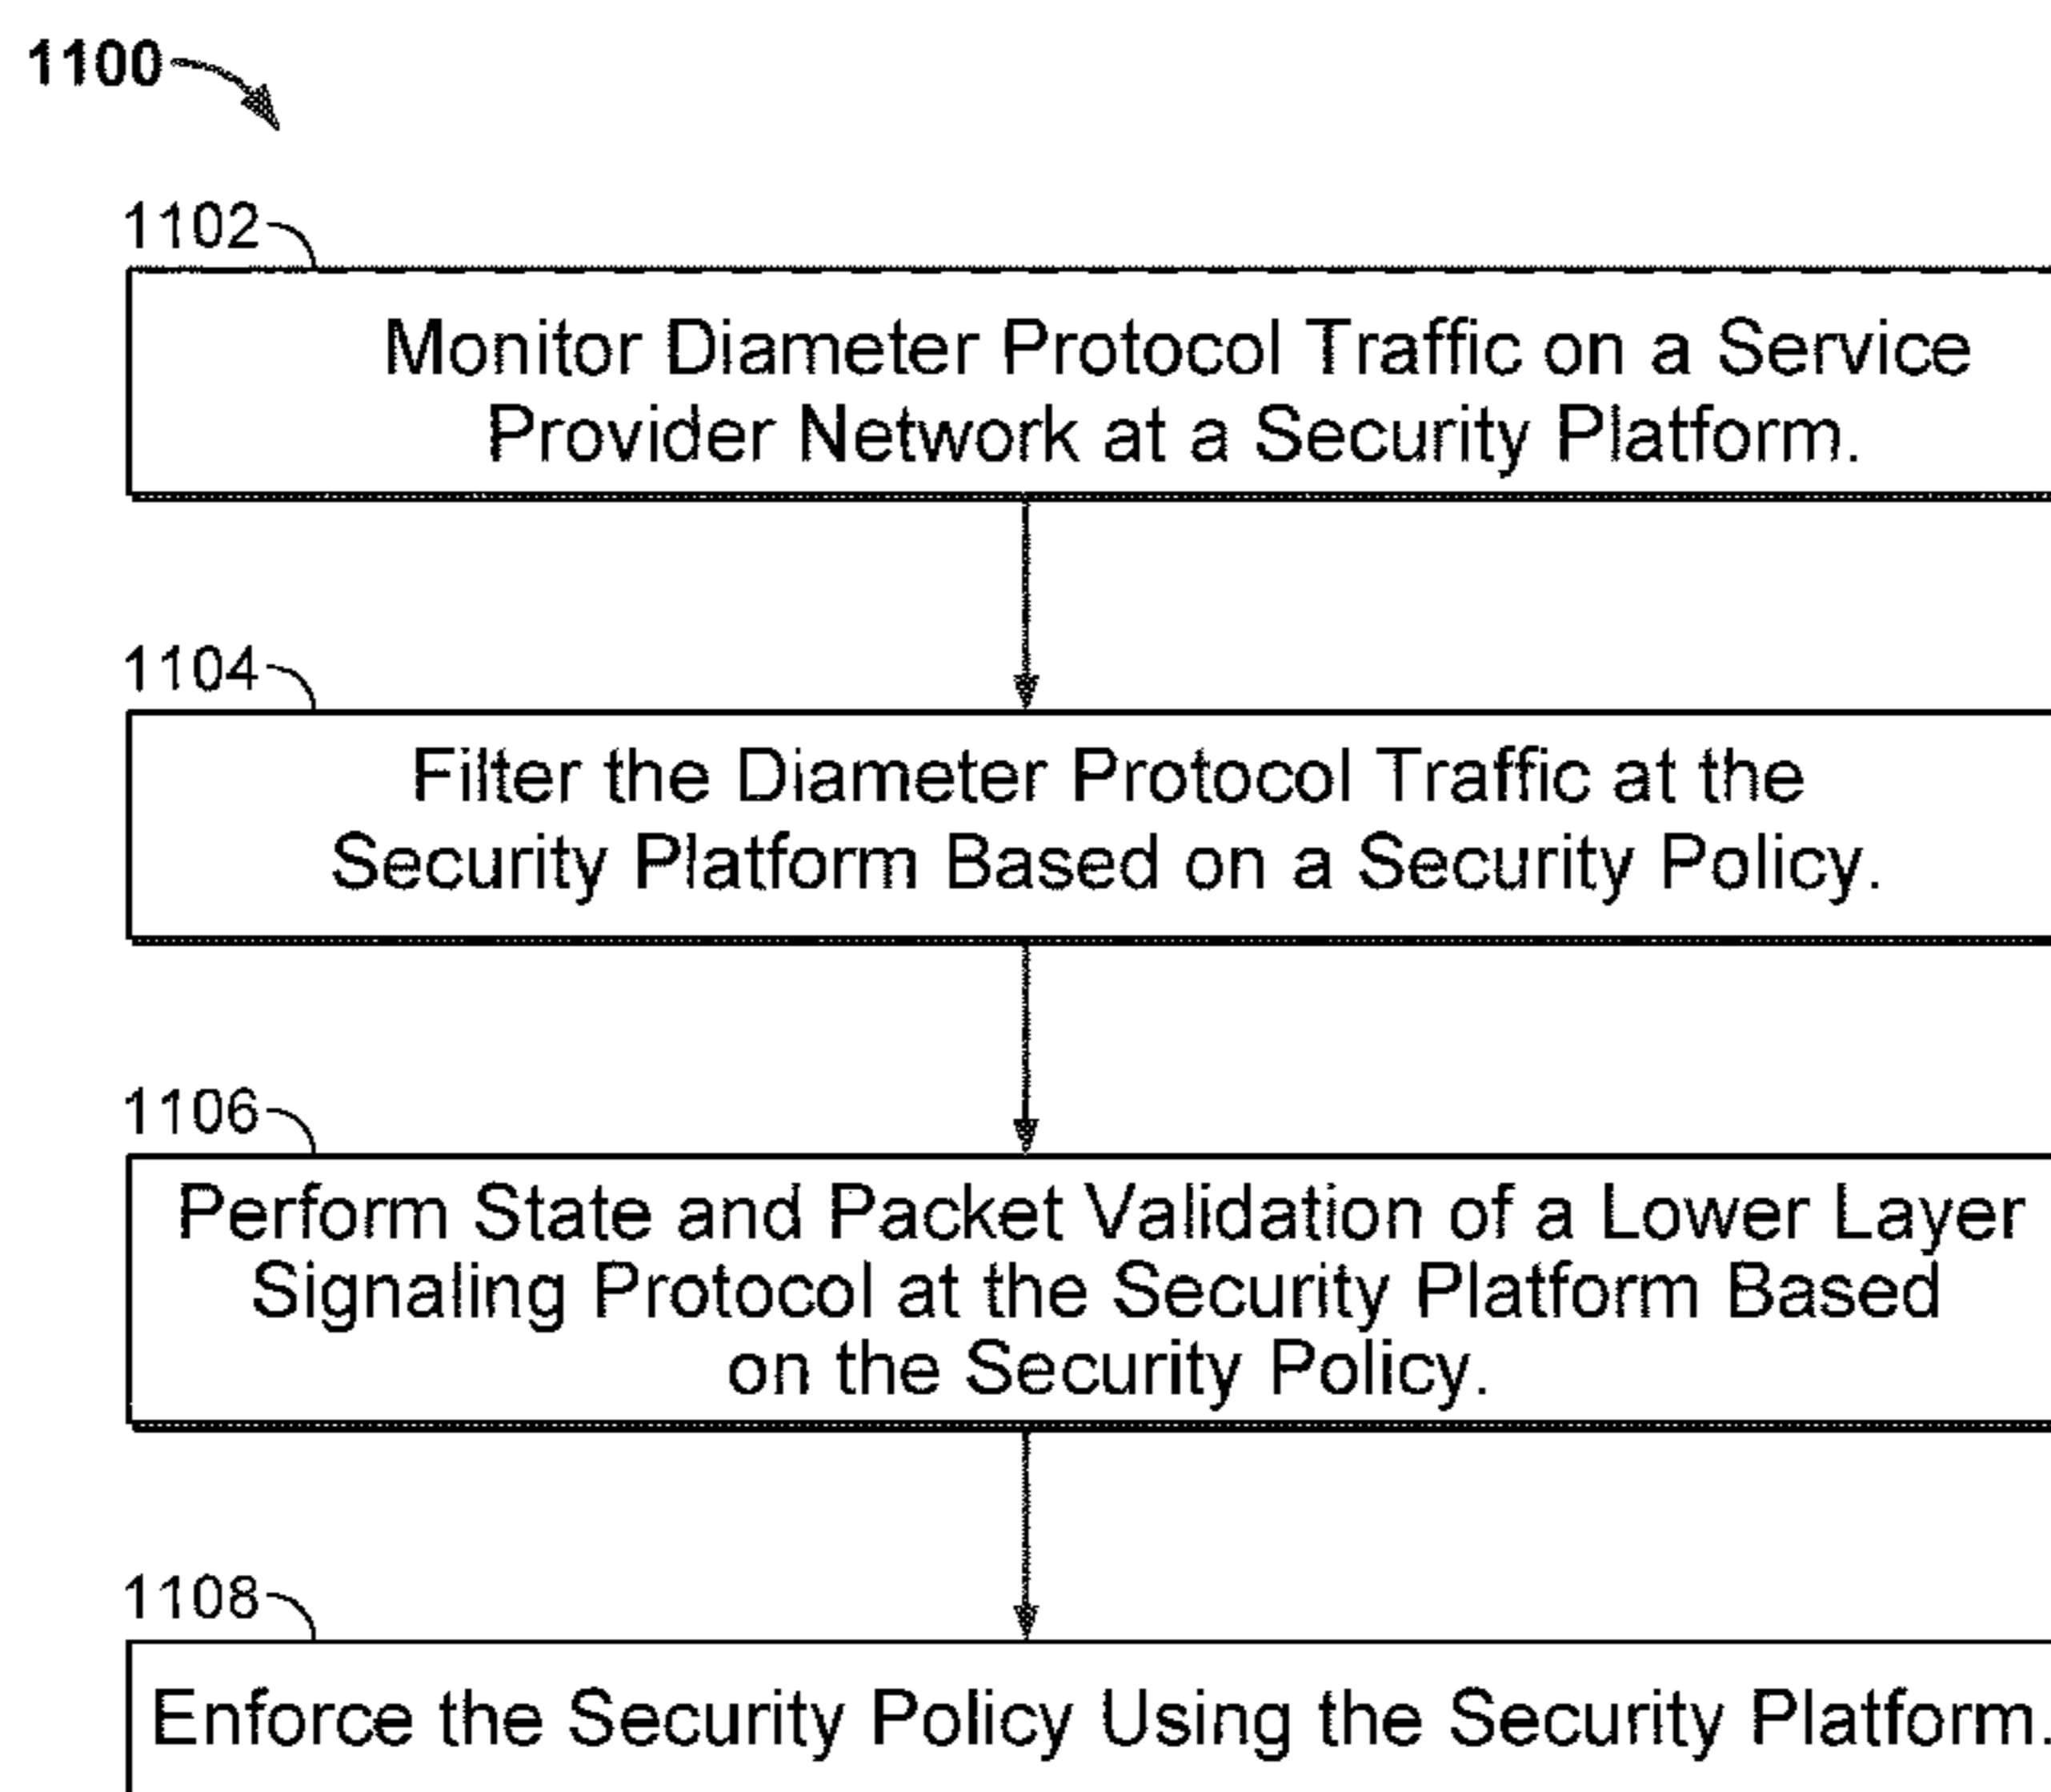 1100
1102
Monitor Diameter Protocol Traffic on a Service
Provider Network at a Security Platform.
1104
Filter the Diameter Protocol Traffic at the
Security Platform Based on a Security Policy.
1106
Perform State and Packet Validation of a Lower Layer
Signaling Protocol at the Security Platform Based
on the Security Policy.
1108
Enforce the Security Policy Using the Security Platform.